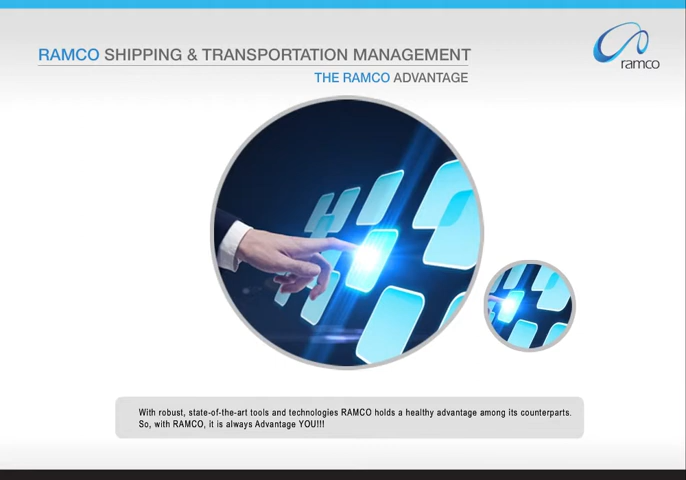 RAMCO SHIPPING & TRANSPORTATION MANAGEMENT
THE RAMCO ADVANTAGE
ramco
With robust, state-of-the-art tools and technologies RAMCO holds a healthy advantage among its counterparts.
So, with RAMCO, it is always Advantage YOU!!!